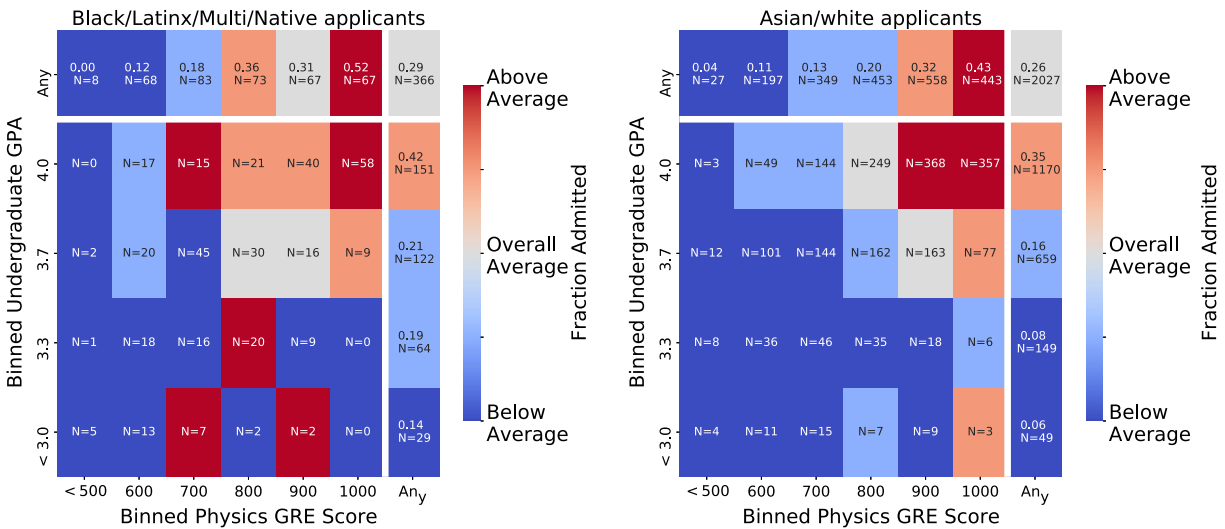 Black/Latinx/Multi/Native applicants
0.00
N=8
0.12
N=68
0.18
N=83
0.36
N=73
0.31
N=67
0.52
N=67
0.29
N=366
N=0
N=17
N=15
N=21
N=40
N=58
0.42
N=151
N=2
N=20
N=45
N=30
N=16
N=9
0.21
N=122
N=1
N=18
N=16
N=20
N=9
N=0
0.19
N=64
N=5
N=13
N=7
N=2
N=2
N=0
0.14
N=29
Any
4.0
3.7
3.3
< 3.0
Binned Undergraduate GPA
< 500
600
700
800
900
1000
Any
Binned Physics GRE Score
Above
Average
Overall
Average
Below
Average
Fraction Admitted
Asian/white applicants
0.04
N=27
0.11
N=197
0.13
N=349
0.20
N=453
0.32
N=558
0.43
N=443
0.26
N=2027
N=3
N=49
N=144
N=249
N=368
N=357
0.35
N=1170
N=12
N=101
N=144
N=162
N=163
N=77
0.16
N=659
N=8
N=36
N=46
N=35
N=18
N=6
0.08
N=149
N=4
N=11
N=15
N=7
N=9
N=3
0.06
N=49
Any
4.0
3.7
3.3
< 3.0
Binned Undergraduate GPA
< 500
600
700
800
900
1000
Any
Binned Physics GRE Score
Above
Average
Overall
Average
Below
Average
Fraction Admitted